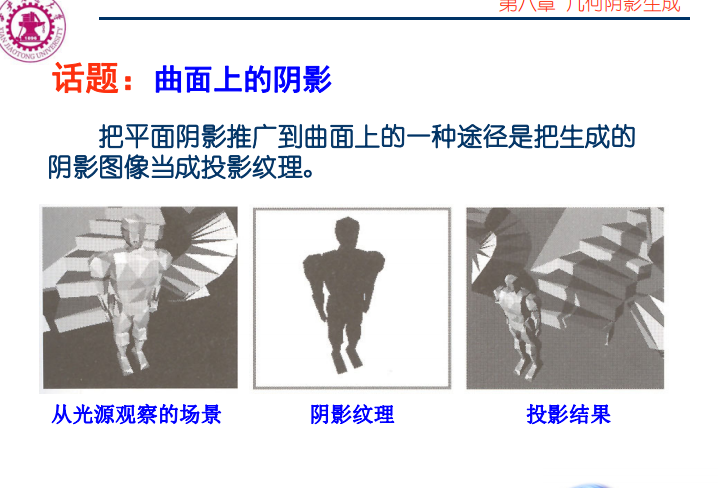 第八章 几何阴影生成
话题：曲面上的阴影
把平面阴影推广到曲面上的一种途径是把生成的
阴影图像当成投影纹理。
从光源观察的场景
阴影纹理
投影结果